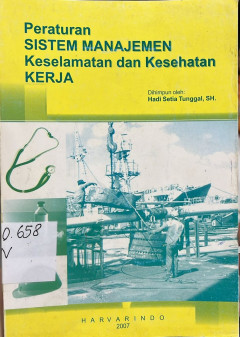 Peraturan
SISTEM MANAJEMEN
Keselamatan dan Kesehatan
KERJA
Dihimpun oleh:
Hadi Setia Tunggal, SH.
0.658
V
HARVARINDO
2007